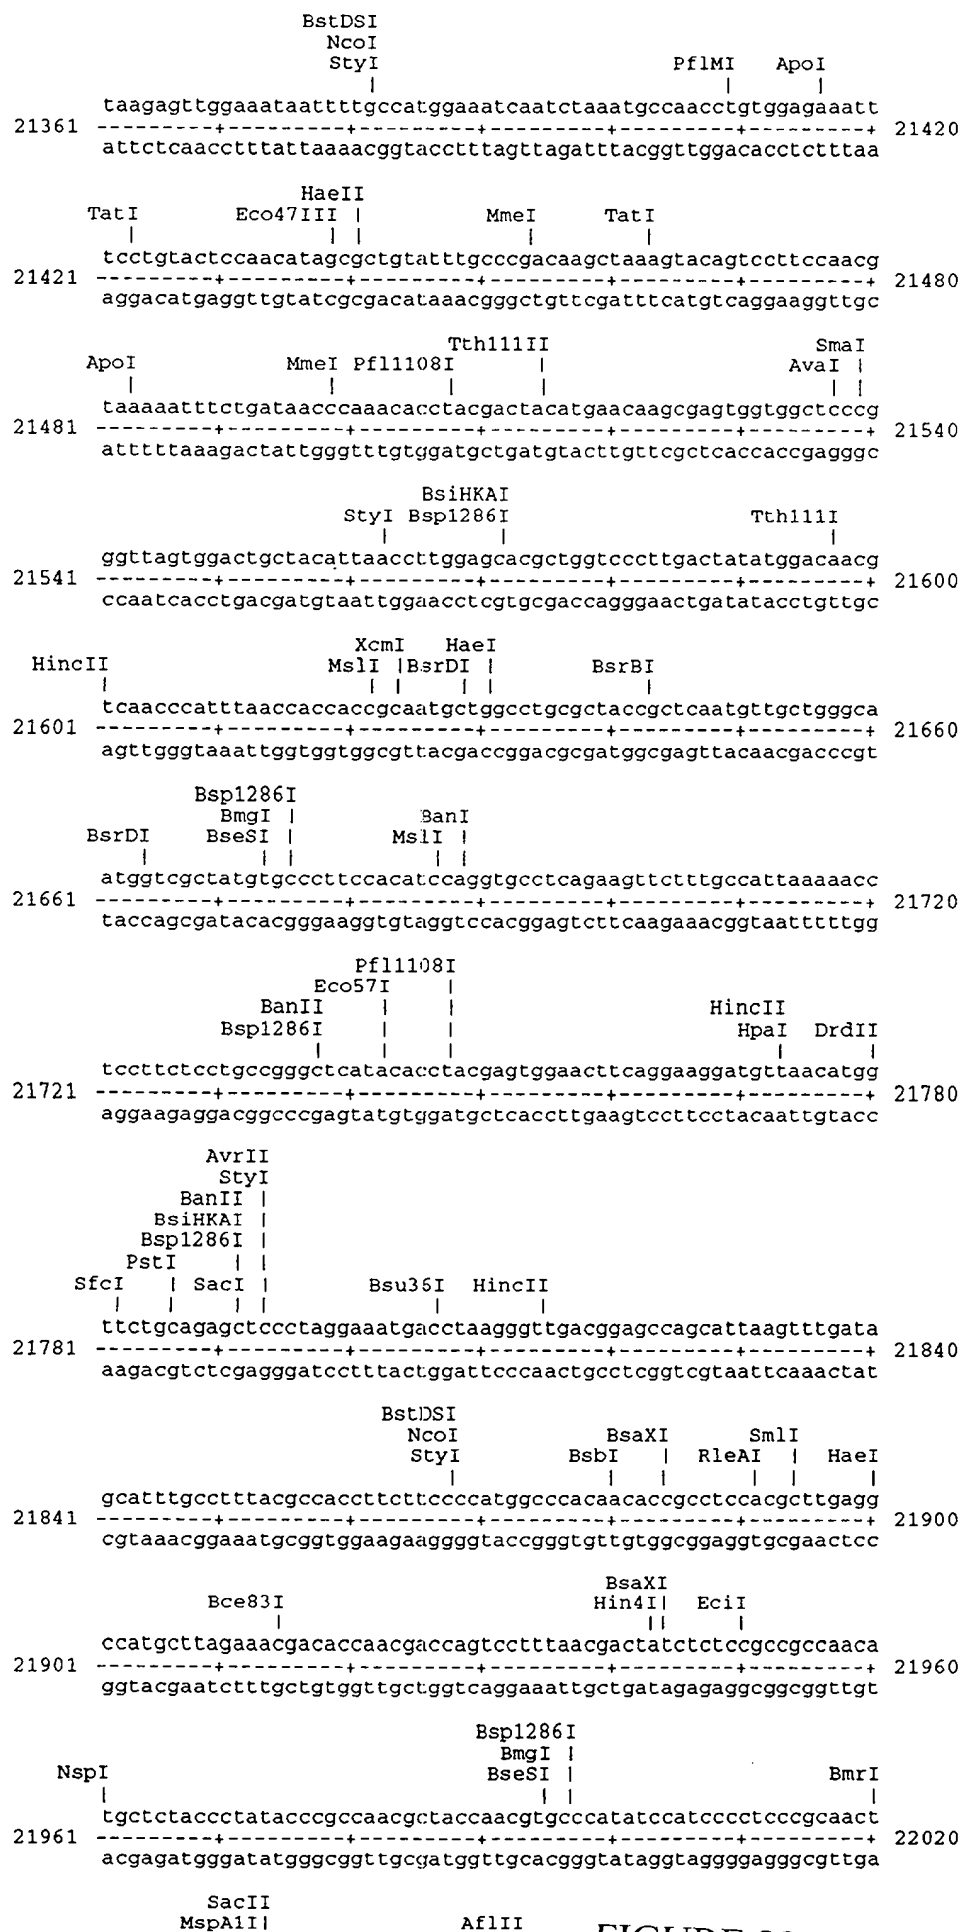 BstDSI
NcoI
StyI PflMI ApoI
taagagttggaaataattttgccatggaaatcaatctaaatgccaacctgtggagaaatt
21361 ---------+---------+---------+---------+---------+---------+ 21420
attctcaacctttattaaaacggtacctttagttagatttacggttggacacctctttaa
HaeII
TatI Eco47III | MmeI TatI
tcctgtactccaacatagcgctgtatttgcccgacaagctaaagtacagtccttccaacg
21421 ---------+---------+---------+---------+---------+---------+ 21480
aggacatgaggttgtatcgcgacataaacgggctgttcgatttcatgtcaggaaggttgc
Tth111II SmaI
ApoI MmeI Pfl1108I | AvaI |
taaaaatttctgataacccaaacacctacgactacatgaacaagcgagtggtggctcccg
21481 ---------+---------+---------+---------+---------+---------+ 21540
atttttaaagactattgggtttgtggatgctgatgtacttgttcgctcaccaccgagggc
BsiHKAI
StyI Bsp1286I Tth111I
ggttagtggactgctacattaaccttggagcacgctggtcccttgactatatggacaacg
21541 ---------+---------+---------+---------+---------+---------+ 21600
ccaatcacctgacgatgtaattggaacctcgtgcgaccagggaactgatatacctgttgc
XcmI HaeI
HincII MslI |BsrDI | BsrBI
tcaacccatttaaccaccaccgcaatgctggcctgcgctaccgctcaatgttgctgggca
21601 ---------+---------+---------+---------+---------+---------+ 21660
agttgggtaaattggtggtggcgttacgaccggacgcgatggcgagttacaacgacccgt
Bsp1286I
BmgI | BanI
BsrDI BseSI | MslI |
atggtcgctatgtgcccttccacatccaggtgcctcagaagttctttgccattaaaaacc
21661 ---------+---------+---------+---------+---------+---------+ 21720
taccagcgatacacgggaaggtgtaggtccacggagtcttcaagaaacggtaatttttgg
Pfl1108I
Eco57I |
BanII | | HincII
Bsp1286I | | HpaI DrdII
tccttctcctgccgggctcatacacctacgagtggaacttcaggaaggatgttaacatgg
21721 ---------+---------+---------+---------+---------+---------+ 21780
aggaagaggacggcccgagtatgtggatgctcaccttgaagtccttcctacaattgtacc
AvrII
StyI |
BanII |
BsiHKAI |
Bsp1286I |
PstI | |
SfcI | SacI | Bsu36I HincII
ttctgcagagctccctaggaaatgacctaagggttgacggagccagcattaagtttgata
21781 ---------+---------+---------+---------+---------+---------+ 21840
aagacgtctcgagggatcctttactggattcccaactgcctcggtcgtaattcaaactat
BstDSI
NcoI BsaXI SmlI
StyI BsbI | RleAI | HaeI
gcatttgcctttacgccaccttcttccccatggcccacaacaccgcctccacgcttgagg
21841 ---------+---------+---------+---------+---------+---------+ 21900
cgtaaacggaaatgcggtggaagaaggggtaccgggtgttgtggcggaggtgcgaactcc
BsaXI
Bce83I Hin4I| EciI
ccatgcttagaaacgacaccaacgaccagtcctttaacgactatctctccgccgccaaca
21901 ---------+---------+---------+---------+---------+---------+ 21960
ggtacgaatctttgctgtggttgctggtcaggaaattgctgatagagaggcggcggttgt
Bsp1286I
BmgI |
NspI BseSI | BmrI
tgctctaccctatacccgccaacgctaccaacgtgcccatatccatcccctcccgcaact
21961 ---------+---------+---------+---------+---------+---------+ 22020
acgagatgggatatgggcggttgcgatggttgcacgggtataggtaggggagggcgttga
SacII
MspA1I| AflII